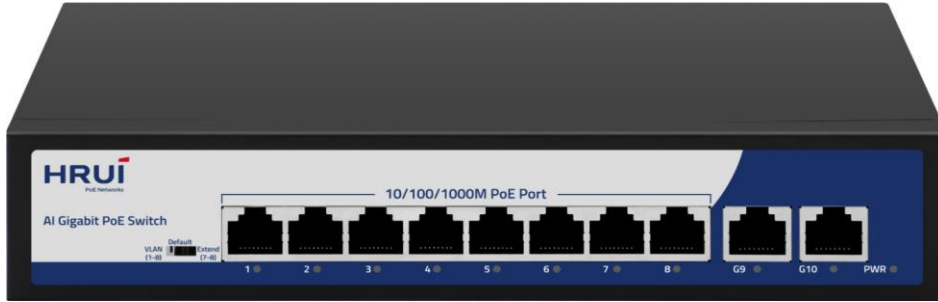 HRUI
PoE Networks
10/100/1000M PoE Port
AI Gigabit PoE Switch
Default
VLAN Extend
(1-8) (7-8)
1 2 3 4 5 6 7 8 G9 G10 PWR